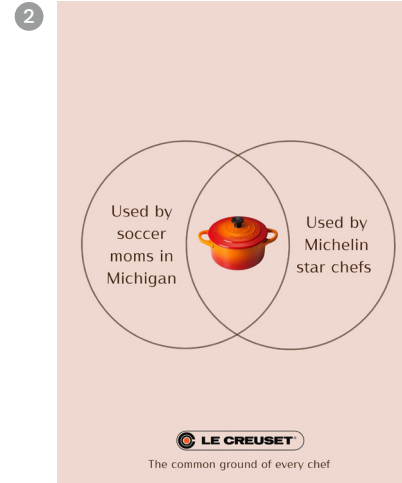 2
Used by
soccer
moms in
Michigan
Used by
Michelin
star chefs
LE CREUSET®
The common ground of every chef